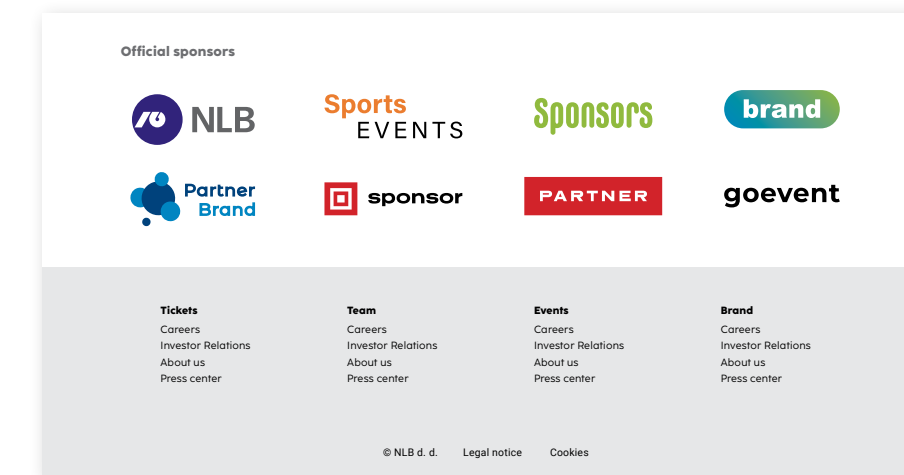 Official sponsors
NLB
Sports
EVENTS
Sponsors
brand
Partner
Brand
sponsor
PARTNER
goevent
Tickets
Careers
Investor Relations
About us
Press center
Team
Careers
Investor Relations
About us
Press center
Events
Careers
Investor Relations
About us
Press center
Brand
Careers
Investor Relations
About us
Press center
© NLB d. d. Legal notice Cookies